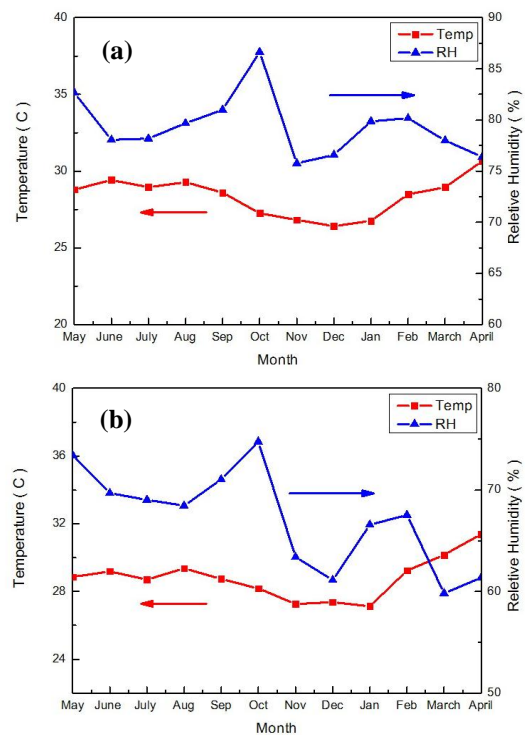 (a)
Temp
RH
Temperature ( C )
40
35
30
25
20
Reletive Humidity ( % )
90
85
80
75
70
65
60
May June July Aug Sep Oct Nov Dec Jan Feb March April
Month
(b)
Temp
RH
Temperature ( C )
40
36
32
28
24
Reletive Humidity ( % )
80
70
60
50
May June July Aug Sep Oct Nov Dec Jan Feb March April
Month